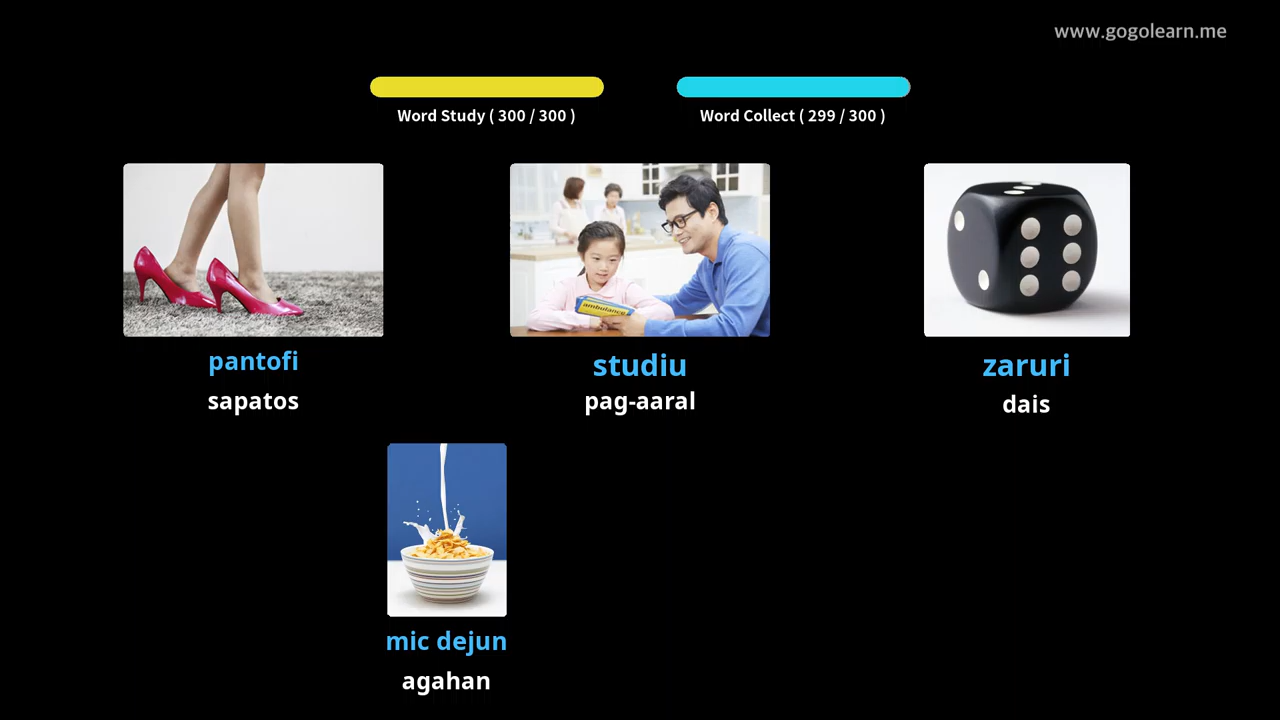 www.gogolearn.me
Word Study ( 300 / 300 )
Word Collect ( 299 / 300 )
ambulance
pantofi
studiu
zaruri
sapatos
pag-aaral
dais
mic dejun
agahan